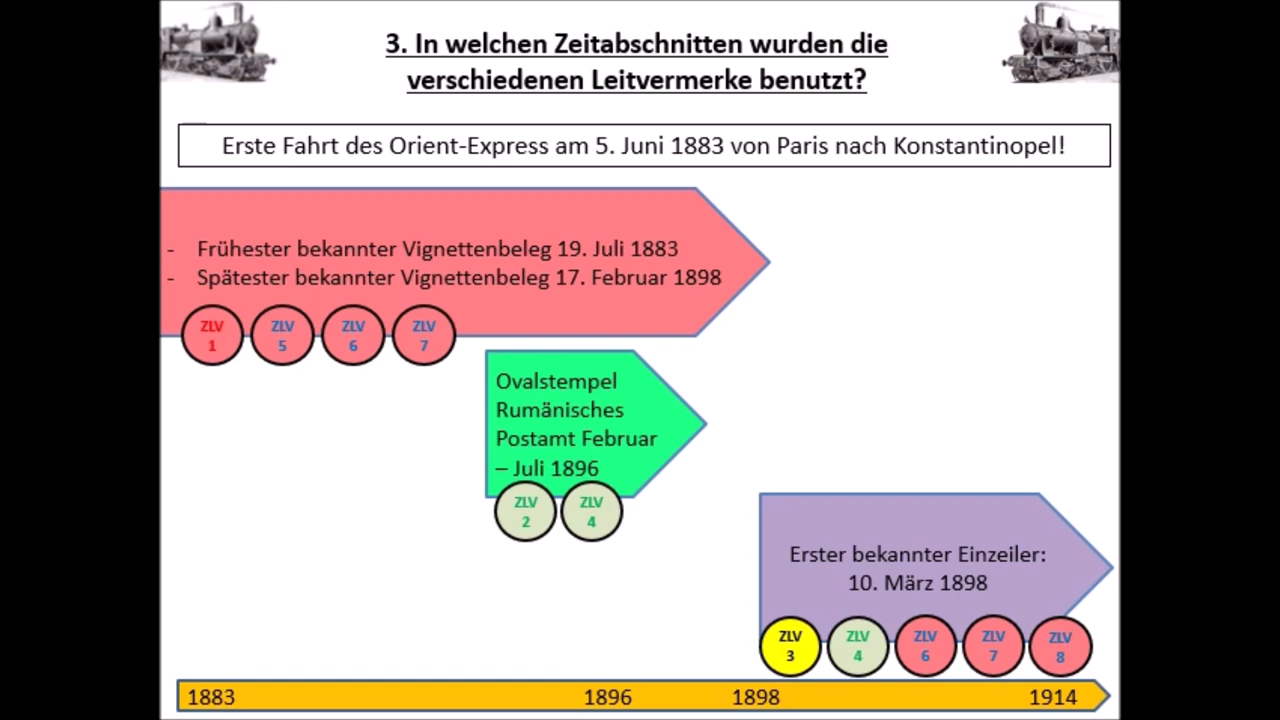 3. In welchen Zeitabschnitten wurden die
verschiedenen Leitvermerke benutzt?
Erste Fahrt des Orient-Express am 5. Juni 1883 von Paris nach Konstantinopel!
- Frühester bekannter Vignettenbeleg 19. Juli 1883
- Spätester bekannter Vignettenbeleg 17. Februar 1898
ZLV
1
ZLV
5
ZLV
6
ZLV
7
Ovalstempel
Rumänisches
Postamt Februar
– Juli 1896
ZLV
2
ZLV
4
Erster bekannter Einzeiler:
10. März 1898
ZLV
3
ZLV
4
ZLV
6
ZLV
7
ZLV
8
1883 1896 1898 1914